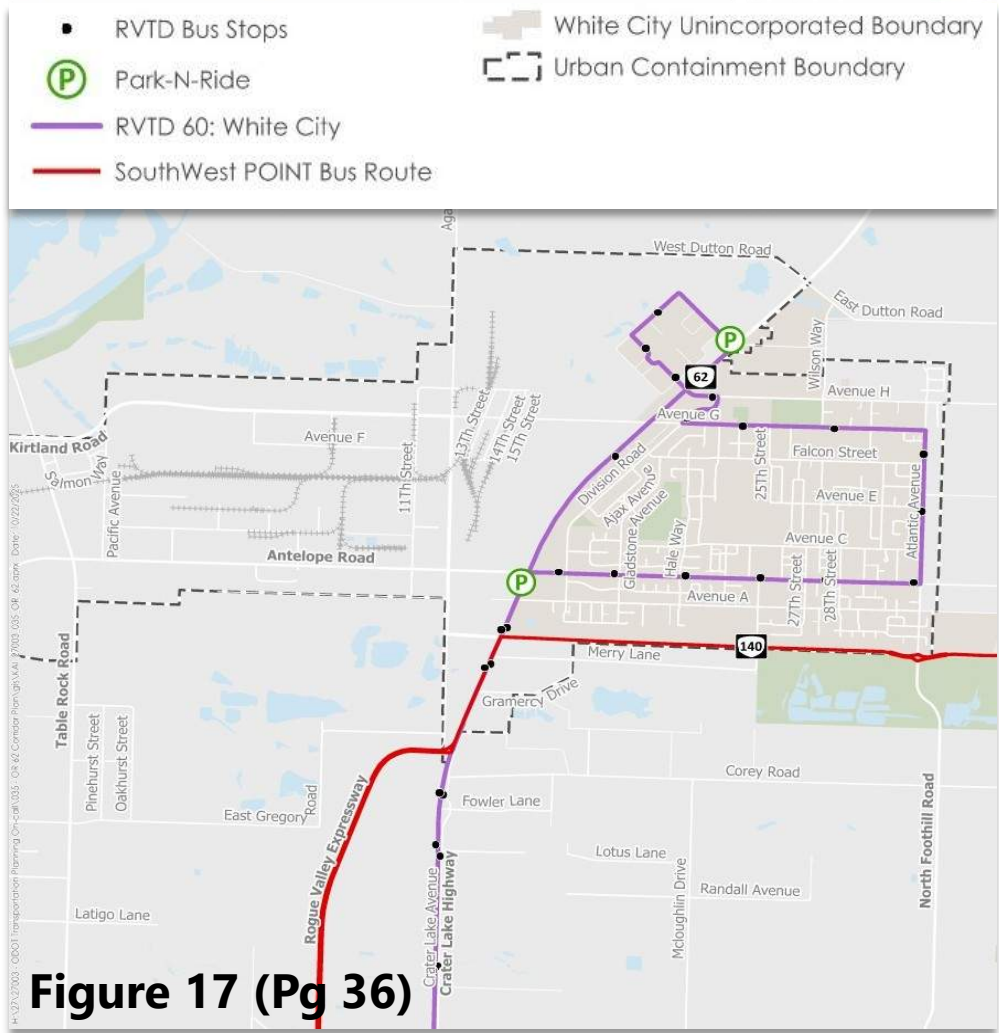 RVTD Bus Stops
P
Park-N-Ride
RVTD 60: White City
SouthWest POINT Bus Route
White City Unincorporated Boundary
Urban Containment Boundary
Aga
West Dutton Road
East Dutton Road
P
62
Wilson Way
Avenue H
Avenue G
13Th Street
14Th Street
15Th Street
Kirtland Road
Avenue F
Falcon Street
25Th Street
Division Road
Pacific Avenue
11Th Street
Ajax Avenue
Gladstone Avenue
Avenue E
Atlantic Avenue
Hale Way
Avenue C
Antelope Road
P
Avenue A
27Th Street
28Th Street
140
Merry Lane
Table Rock Road
Gramercy Drive
Pinehurst Street
Oakhurst Street
Corey Road
East Gregory Road
Fowler Lane
North Foothill Road
Rogue Valley Expressway
Lotus Lane
Mcloughlin Drive
Randall Avenue
Latigo Lane
Crater Lake Avenue
Crater Lake Highway
Figure 17 (Pg 36)